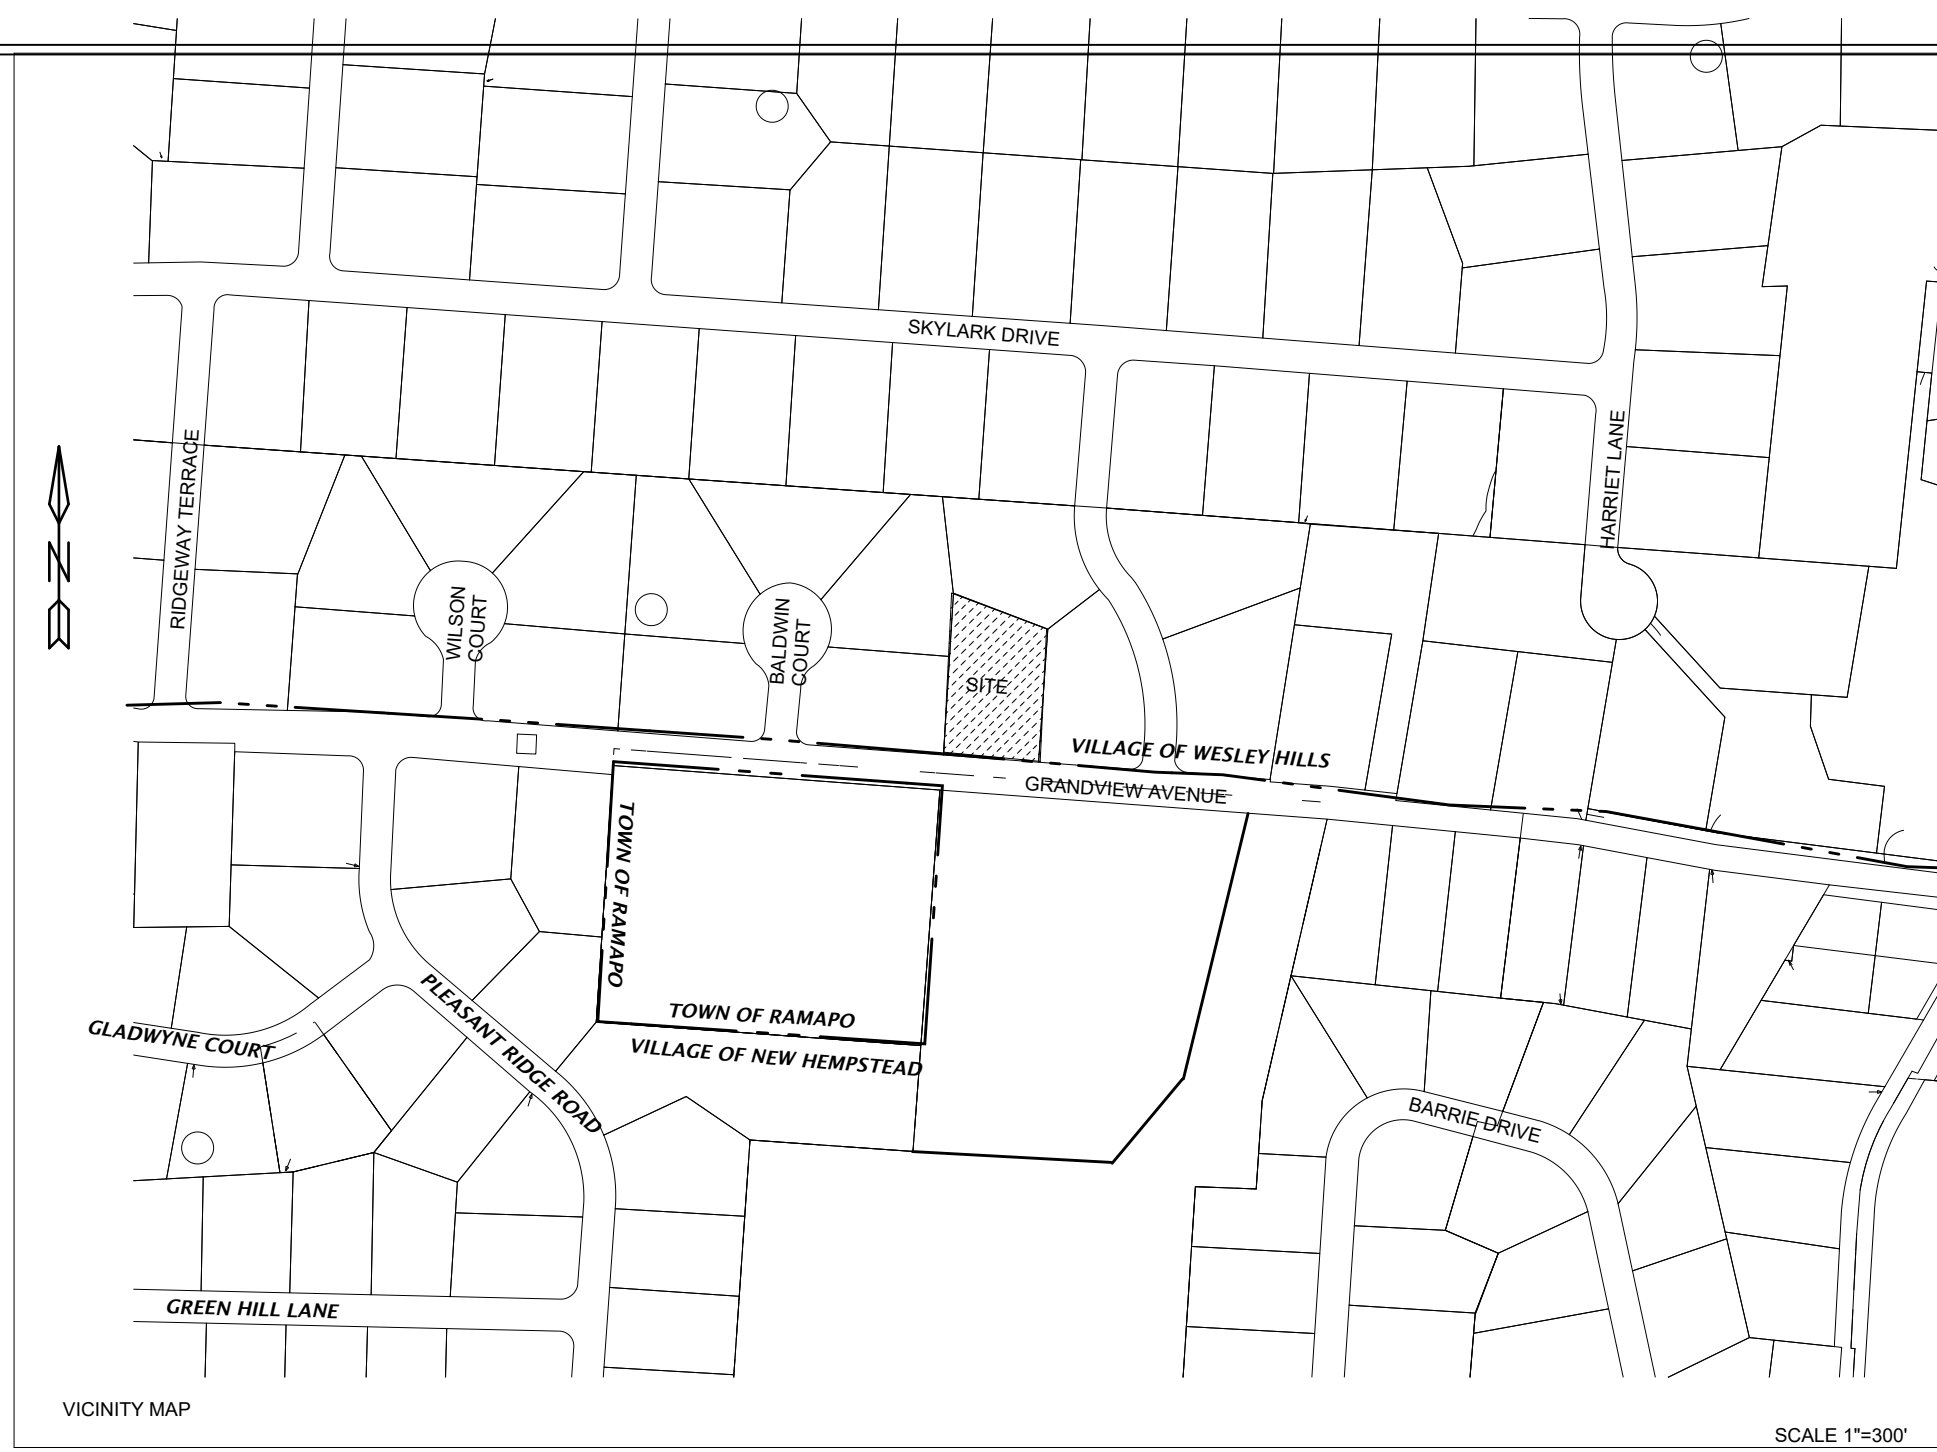 SKYLARK DRIVE
RIDGEWAY TERRACE
HARRIET LANE
N
WILSON
COURT
BALDWIN
COURT
SITE
VILLAGE OF WESLEY HILLS
GRANDVIEW AVENUE
TOWN OF RAMAPO
TOWN OF RAMAPO
VILLAGE OF NEW HEMPSTEAD
PLEASANT RIDGE ROAD
GLADWYNE COURT
BARRIE DRIVE
GREEN HILL LANE
VICINITY MAP
SCALE 1"=300'